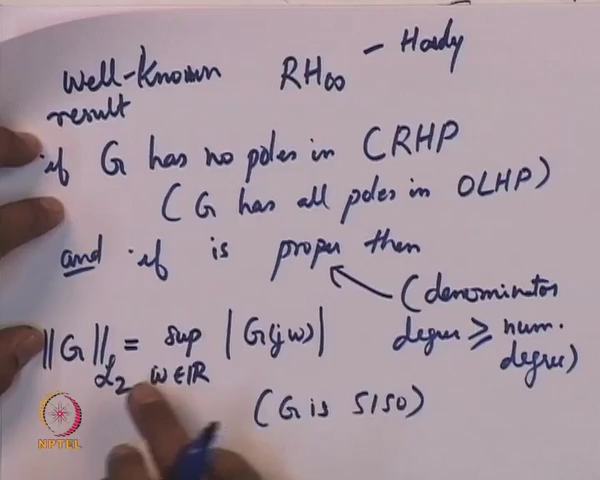 Well-Known RH∞ – Hardy
result
if G has no poles in CRHP
(G has all poles in OLHP)
and if is proper then
(denominator
degree ≥ num.
degree)
||G||_L2 = sup |G(jω)|
ω∈ℝ
(G is SISO)
NPTEL